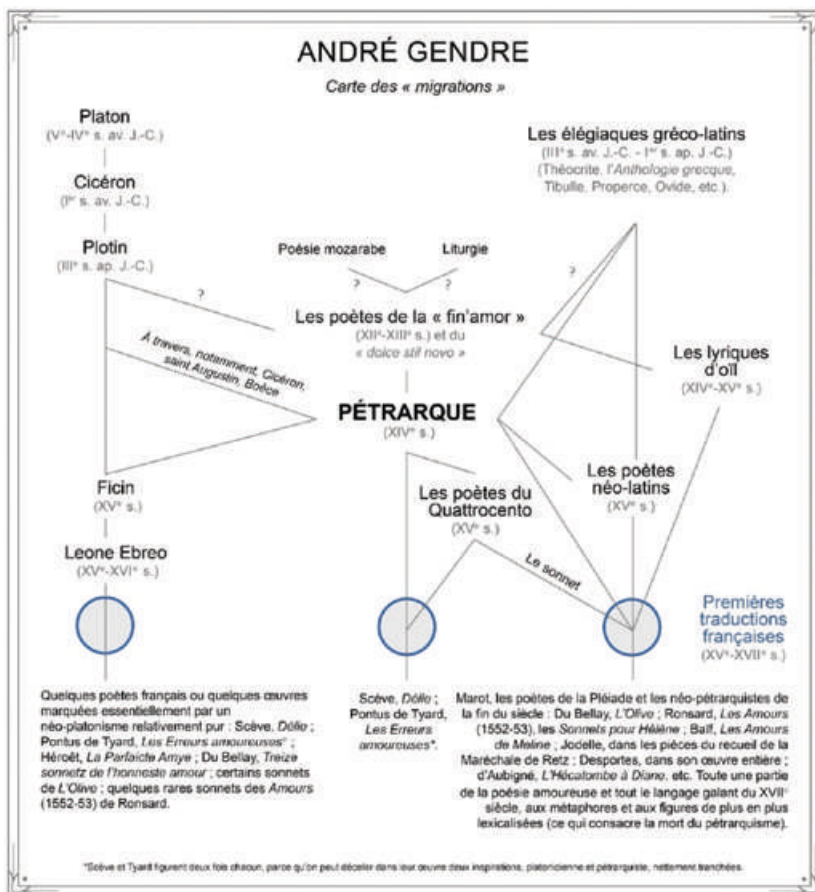 ANDRÉ GENDRE
Carte des « migrations »
Platon
(Vᵉ-IVᵉ s. av. J.-C.)
Cicéron
(Iᵉʳ s. av. J.-C.)
Plotin
(IIIᵉ s. ap. J.-C.)
Les élégiaques gréco-latins
(IIIᵉ s. av. J.-C. - Iᵉʳ s. ap. J.-C.)
(Théocrite, l'Anthologie grecque,
Tibulle, Properce, Ovide, etc.).
Poésie mozarabe
Liturgie
?
?
?
?
Les poètes de la « fin'amor »
(XIIᵉ-XIIIᵉ s.) et du
« dolce stil novo »
À travers, notamment, Cicéron,
saint Augustin, Boèce
Les lyriques
d'oïl
(XIVᵉ-XVᵉ s.)
PÉTRARQUE
(XIVᵉ s.)
Ficin
(XVᵉ s.)
Les poètes du
Quattrocento
(XVᵉ s.)
Les poètes
néo-latins
(XVᵉ s.)
Leone Ebreo
(XVᵉ-XVIᵉ s.)
Le sonnet
Premières
traductions
françaises
(XVᵉ-XVIIᵉ s.)
Quelques poètes français ou quelques œuvres
marquées essentiellement par un
néo-platonisme relativement pur : Scève, Délie ;
Pontus de Tyard, Les Erreurs amoureuses* ;
Héroët, La Parfaicte Amye ; Du Bellay, Treize
sonnetz de l'honneste amour ; certains sonnets
de L'Olive ; quelques rares sonnets des Amours
(1552-53) de Ronsard.
Scève, Délie ;
Pontus de Tyard,
Les Erreurs
amoureuses*.
Marot, les poètes de la Pléiade et les néo-pétrarquistes de
la fin du siècle : Du Bellay, L'Olive ; Ronsard, Les Amours
(1552-53), les Sonnets pour Hélène ; Baïf, Les Amours
de Meline ; Jodelle, dans les pièces du recueil de la
Maréchale de Retz ; Desportes, dans son œuvre entière ;
d'Aubigné, L'Hécatombe à Diane, etc. Toute une partie
de la poésie amoureuse et tout le langage galant du XVIIᵉ
siècle, aux métaphores et aux figures de plus en plus
lexicalisées (ce qui consacre la mort du pétrarquisme).
*Scève et Tyard figurent deux fois chacun, parce qu'on peut déceler dans leur œuvre deux inspirations, platonicienne et pétrarquiste, nettement tranchées.